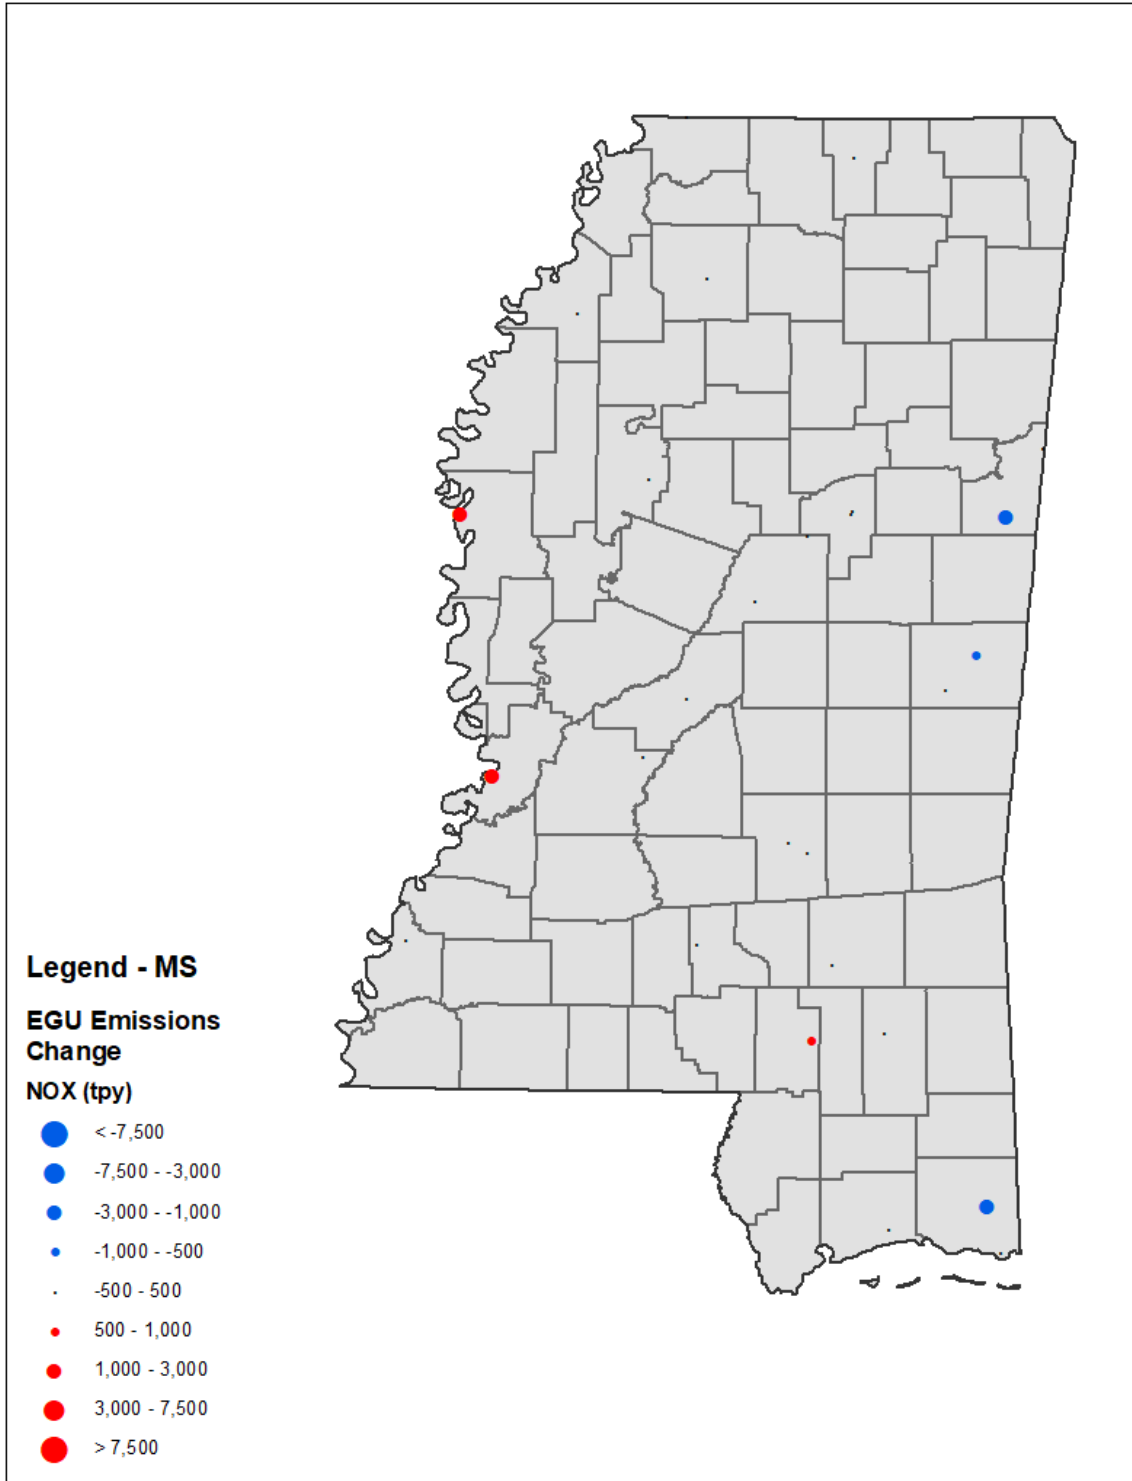 Legend - MS
EGU Emissions
Change
NOX (tpy)
< -7,500
-7,500 - -3,000
-3,000 - -1,000
-1,000 - -500
-500 - 500
500 - 1,000
1,000 - 3,000
3,000 - 7,500
> 7,500